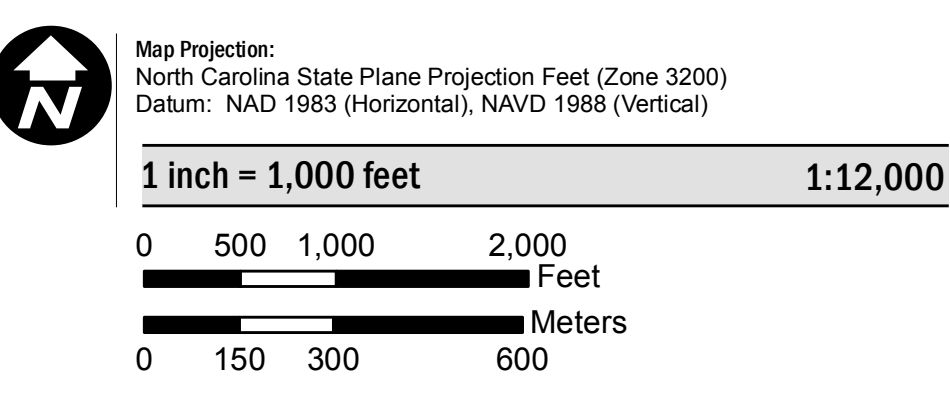 N
Map Projection:
North Carolina State Plane Projection Feet (Zone 3200)
Datum: NAD 1983 (Horizontal), NAVD 1988 (Vertical)
1 inch = 1,000 feet 1:12,000
0 500 1,000 2,000
Feet
Meters
0 150 300 600